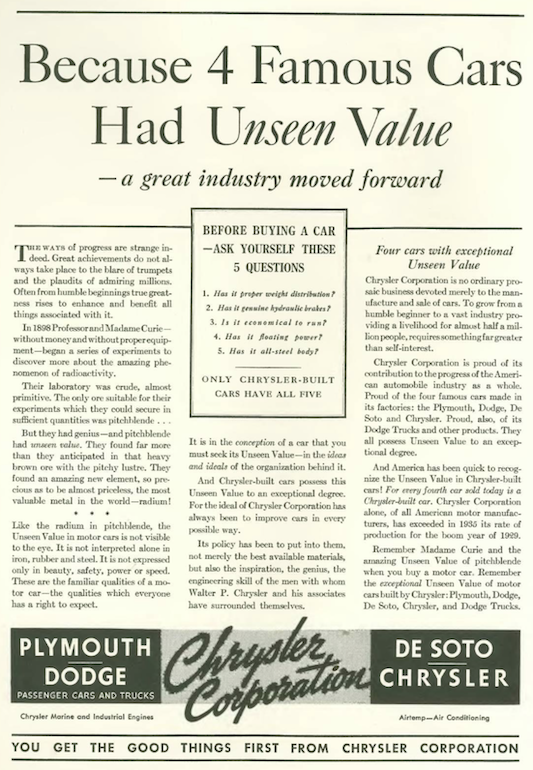 Because 4 Famous Cars
Had Unseen Value
—a great industry moved forward
THE WAYS of progress are strange in-
deed. Great achievements do not al-
ways take place to the blare of trumpets
and the plaudits of admiring millions.
Often from humble beginnings true great-
ness rises to enhance and benefit all
things associated with it.
In 1898 Professor and Madame Curie—
without money and without proper equip-
ment—began a series of experiments to
discover more about the amazing phe-
nomenon of radioactivity.
Their laboratory was crude, almost
primitive. The only ore suitable for their
experiments which they could secure in
sufficient quantities was pitchblende . . .
But they had genius—and pitchblende
had unseen value. They found far more
than they anticipated in that heavy
brown ore with the pitchy lustre. They
found an amazing new element, so pre-
cious as to be almost priceless, the most
valuable metal in the world—radium!
* * *
Like the radium in pitchblende, the
Unseen Value in motor cars is not visible
to the eye. It is not interpreted alone in
iron, rubber and steel. It is not expressed
only in beauty, safety, power or speed.
These are the familiar qualities of a mo-
tor car—the qualities which everyone
has a right to expect.
BEFORE BUYING A CAR
—ASK YOURSELF THESE
5 QUESTIONS
1. Has it proper weight distribution?
2. Has it genuine hydraulic brakes?
3. Is it economical to run?
4. Has it floating power?
5. Has it all-steel body?
ONLY CHRYSLER-BUILT
CARS HAVE ALL FIVE
It is in the conception of a car that you
must seek its Unseen Value—in the ideas
and ideals of the organization behind it.
And Chrysler-built cars possess this
Unseen Value to an exceptional degree.
For the ideal of Chrysler Corporation has
always been to improve cars in every
possible way.
Its policy has been to put into them,
not merely the best available materials,
but also the inspiration, the genius, the
engineering skill of the men with whom
Walter P. Chrysler and his associates
have surrounded themselves.
Four cars with exceptional
Unseen Value
Chrysler Corporation is no ordinary pro-
saic business devoted merely to the man-
ufacture and sale of cars. To grow from a
humble beginner to a vast industry pro-
viding a livelihood for almost half a mil-
lion people, requires something far greater
than self-interest.
Chrysler Corporation is proud of its
contribution to the progress of the Ameri-
can automobile industry as a whole.
Proud of the four famous cars made in
its factories: the Plymouth, Dodge, De
Soto and Chrysler. Proud, also, of its
Dodge Trucks and other products. They
all possess Unseen Value to an excep-
tional degree.
And America has been quick to recog-
nize the Unseen Value in Chrysler-built
cars! For every fourth car sold today is a
Chrysler-built car. Chrysler Corporation
alone, of all American motor manufac-
turers, has exceeded in 1935 its rate of
production for the boom year of 1929.
Remember Madame Curie and the
amazing Unseen Value of pitchblende
when you buy a motor car. Remember
the exceptional Unseen Value of motor
cars built by Chrysler: Plymouth, Dodge,
De Soto, Chrysler, and Dodge Trucks.
PLYMOUTH
DODGE
PASSENGER CARS AND TRUCKS
Chrysler
Corporation
DE SOTO
CHRYSLER
Chrysler Marine and Industrial Engines
Airtemp—Air Conditioning
YOU GET THE GOOD THINGS FIRST FROM CHRYSLER CORPORATION